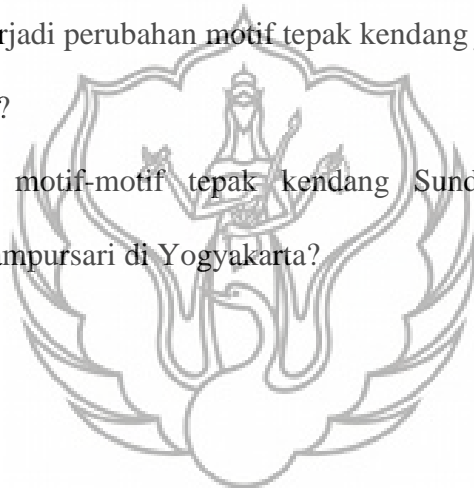 rjadi perubahan motif tepak kendang
?
motif-motif tepak kendang Sund
mpursari di Yogyakarta?